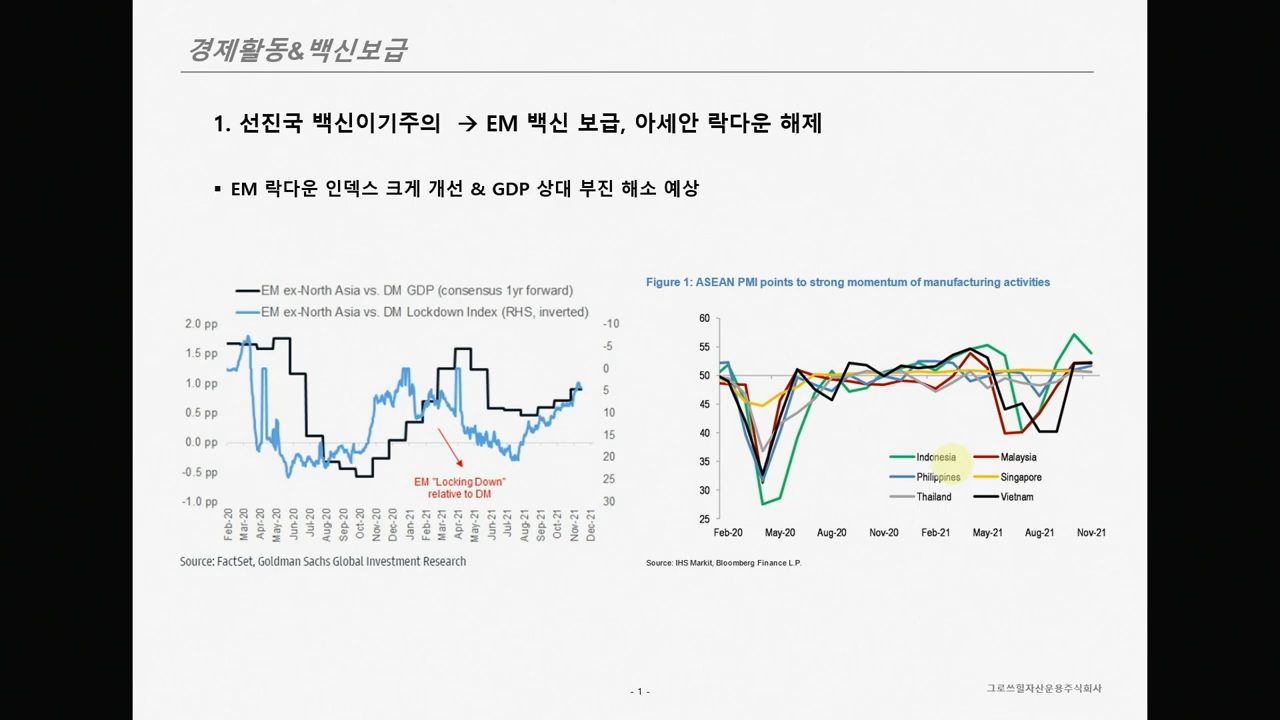 경제활동&백신보급
1. 선진국 백신이기주의 → EM 백신 보급, 아세안 락다운 해제
▪ EM 락다운 인덱스 크게 개선 & GDP 상대 부진 해소 예상
EM ex-North Asia vs. DM GDP (consensus 1yr forward)
EM ex-North Asia vs. DM Lockdown Index (RHS, inverted)
2.0 pp
1.5 pp
1.0 pp
0.5 pp
0.0 pp
-0.5 pp
-1.0 pp
-10
-5
0
5
10
15
20
25
30
EM "Locking Down"
relative to DM
Feb-20 Mar-20 Apr-20 May-20 Jun-20 Jul-20 Aug-20 Sep-20 Oct-20 Nov-20 Dec-20 Jan-21 Feb-21 Mar-21 Apr-21 May-21 Jun-21 Jul-21 Aug-21 Sep-21 Oct-21 Nov-21 Dec-21
Source: FactSet, Goldman Sachs Global Investment Research
Figure 1: ASEAN PMI points to strong momentum of manufacturing activities
60
55
50
45
40
35
30
25
Indonesia Malaysia
Philippines Singapore
Thailand Vietnam
Feb-20 May-20 Aug-20 Nov-20 Feb-21 May-21 Aug-21 Nov-21
Source: IHS Markit, Bloomberg Finance L.P.
- 1 -
그로쓰힐자산운용주식회사